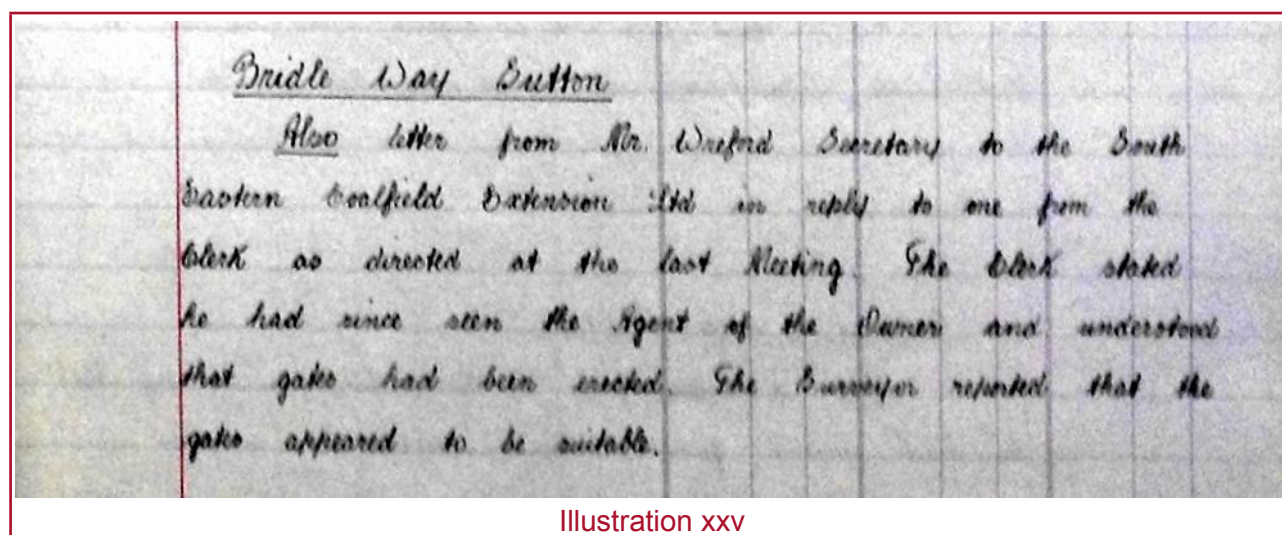 Bridle Way Sutton
Also letter from Mr. Wreford Secretary to the South
Eastern Coalfield Extension Ltd in reply to one from the
Clerk as directed at the last Meeting. The Clerk stated
he had since seen the Agent of the Owner and understood
that gates had been erected. The Surveyor reported that the
gates appeared to be suitable.
Illustration xxv